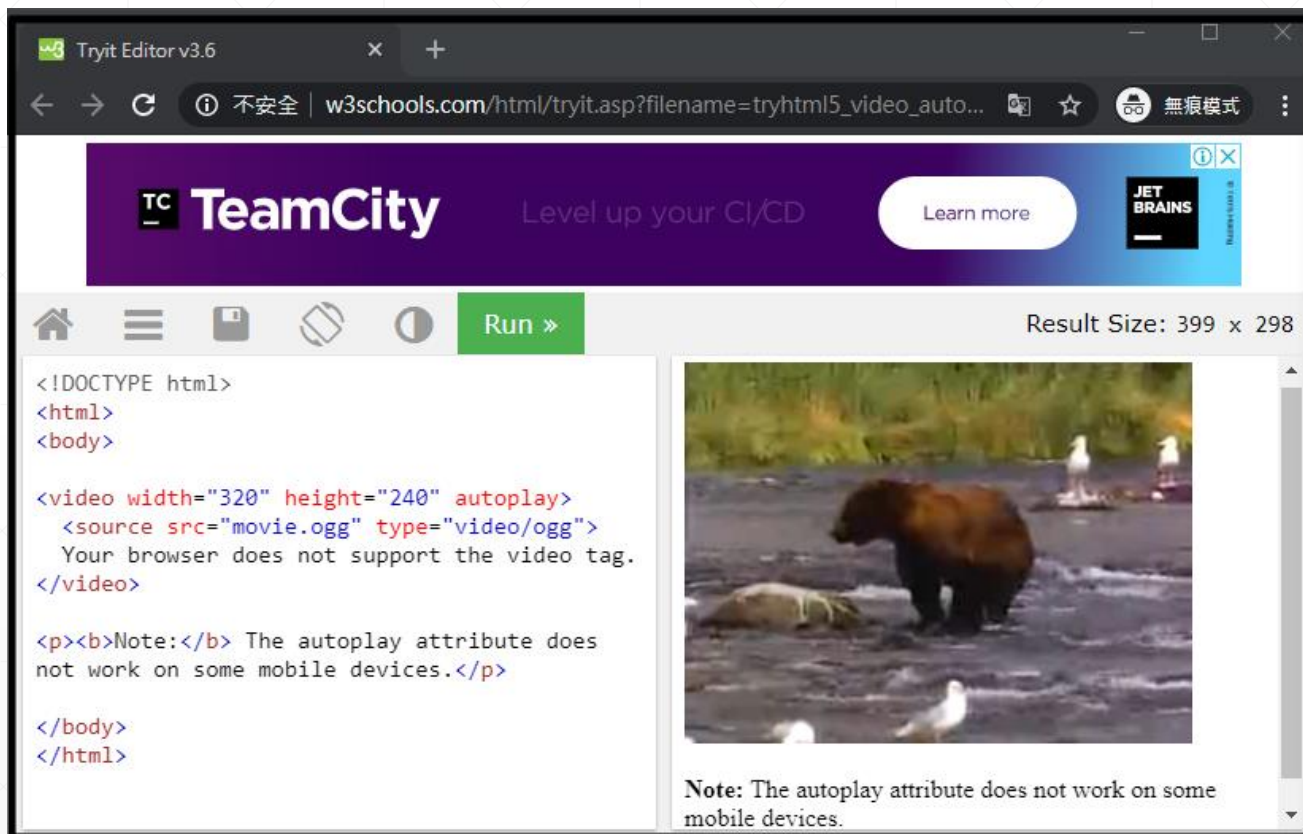 Tryit Editor v3.6
不安全 | w3schools.com/html/tryit.asp?filename=tryhtml5_video_auto...
無痕模式
TC TeamCity
Level up your CI/CD
Learn more
JET
BRAINS
Run »
Result Size: 399 x 298
<!DOCTYPE html>
<html>
<body>
<video width="320" height="240" autoplay>
<source src="movie.ogg" type="video/ogg">
Your browser does not support the video tag.
</video>
<p><b>Note:</b> The autoplay attribute does
not work on some mobile devices.</p>
</body>
</html>
Note: The autoplay attribute does not work on some
mobile devices.